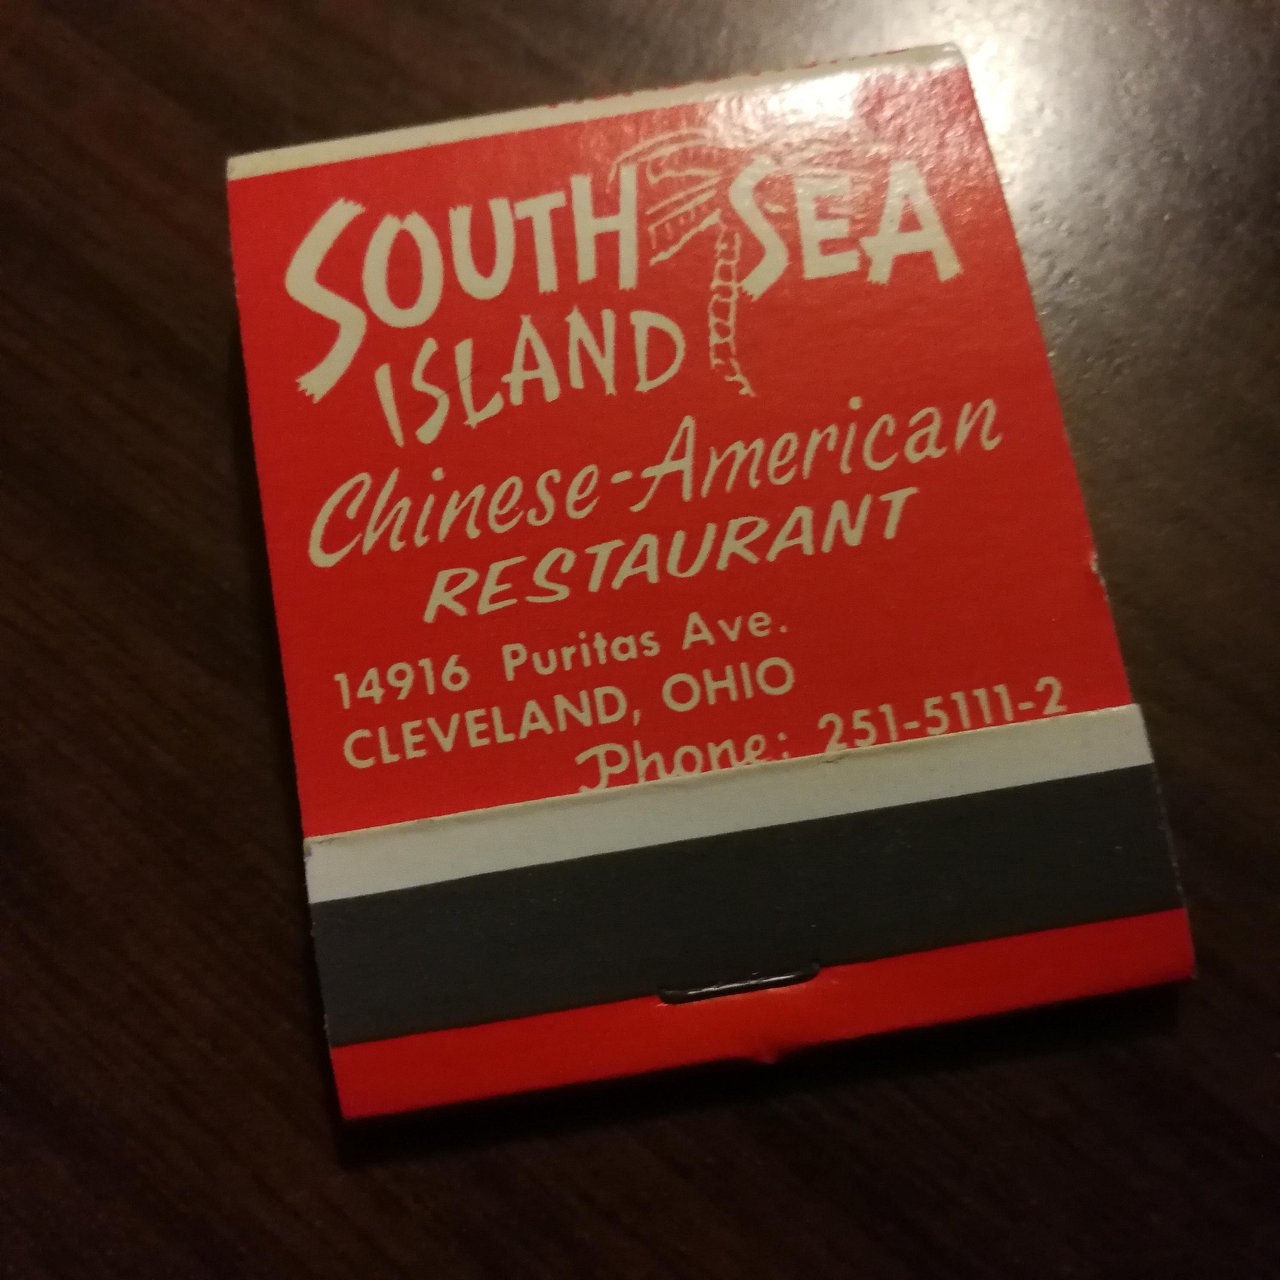 SOUTH SEA
ISLAND
Chinese-American
RESTAURANT
14916 Puritas Ave.
CLEVELAND, OHIO
Phone: 251-5111-2